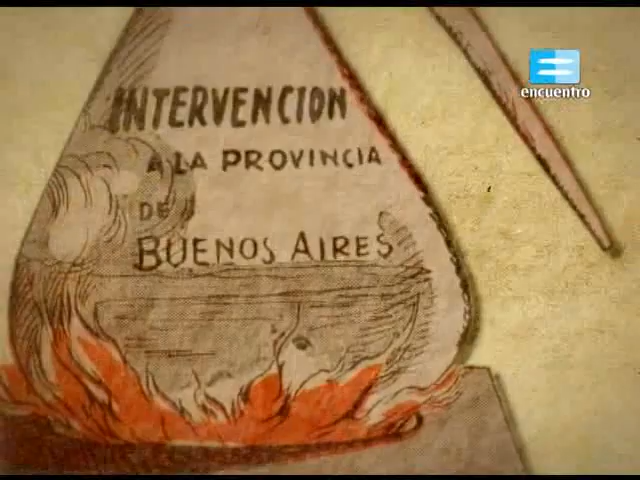 INTERVENCION
A LA PROVINCIA
DE
BUENOS AIRES
encuentro